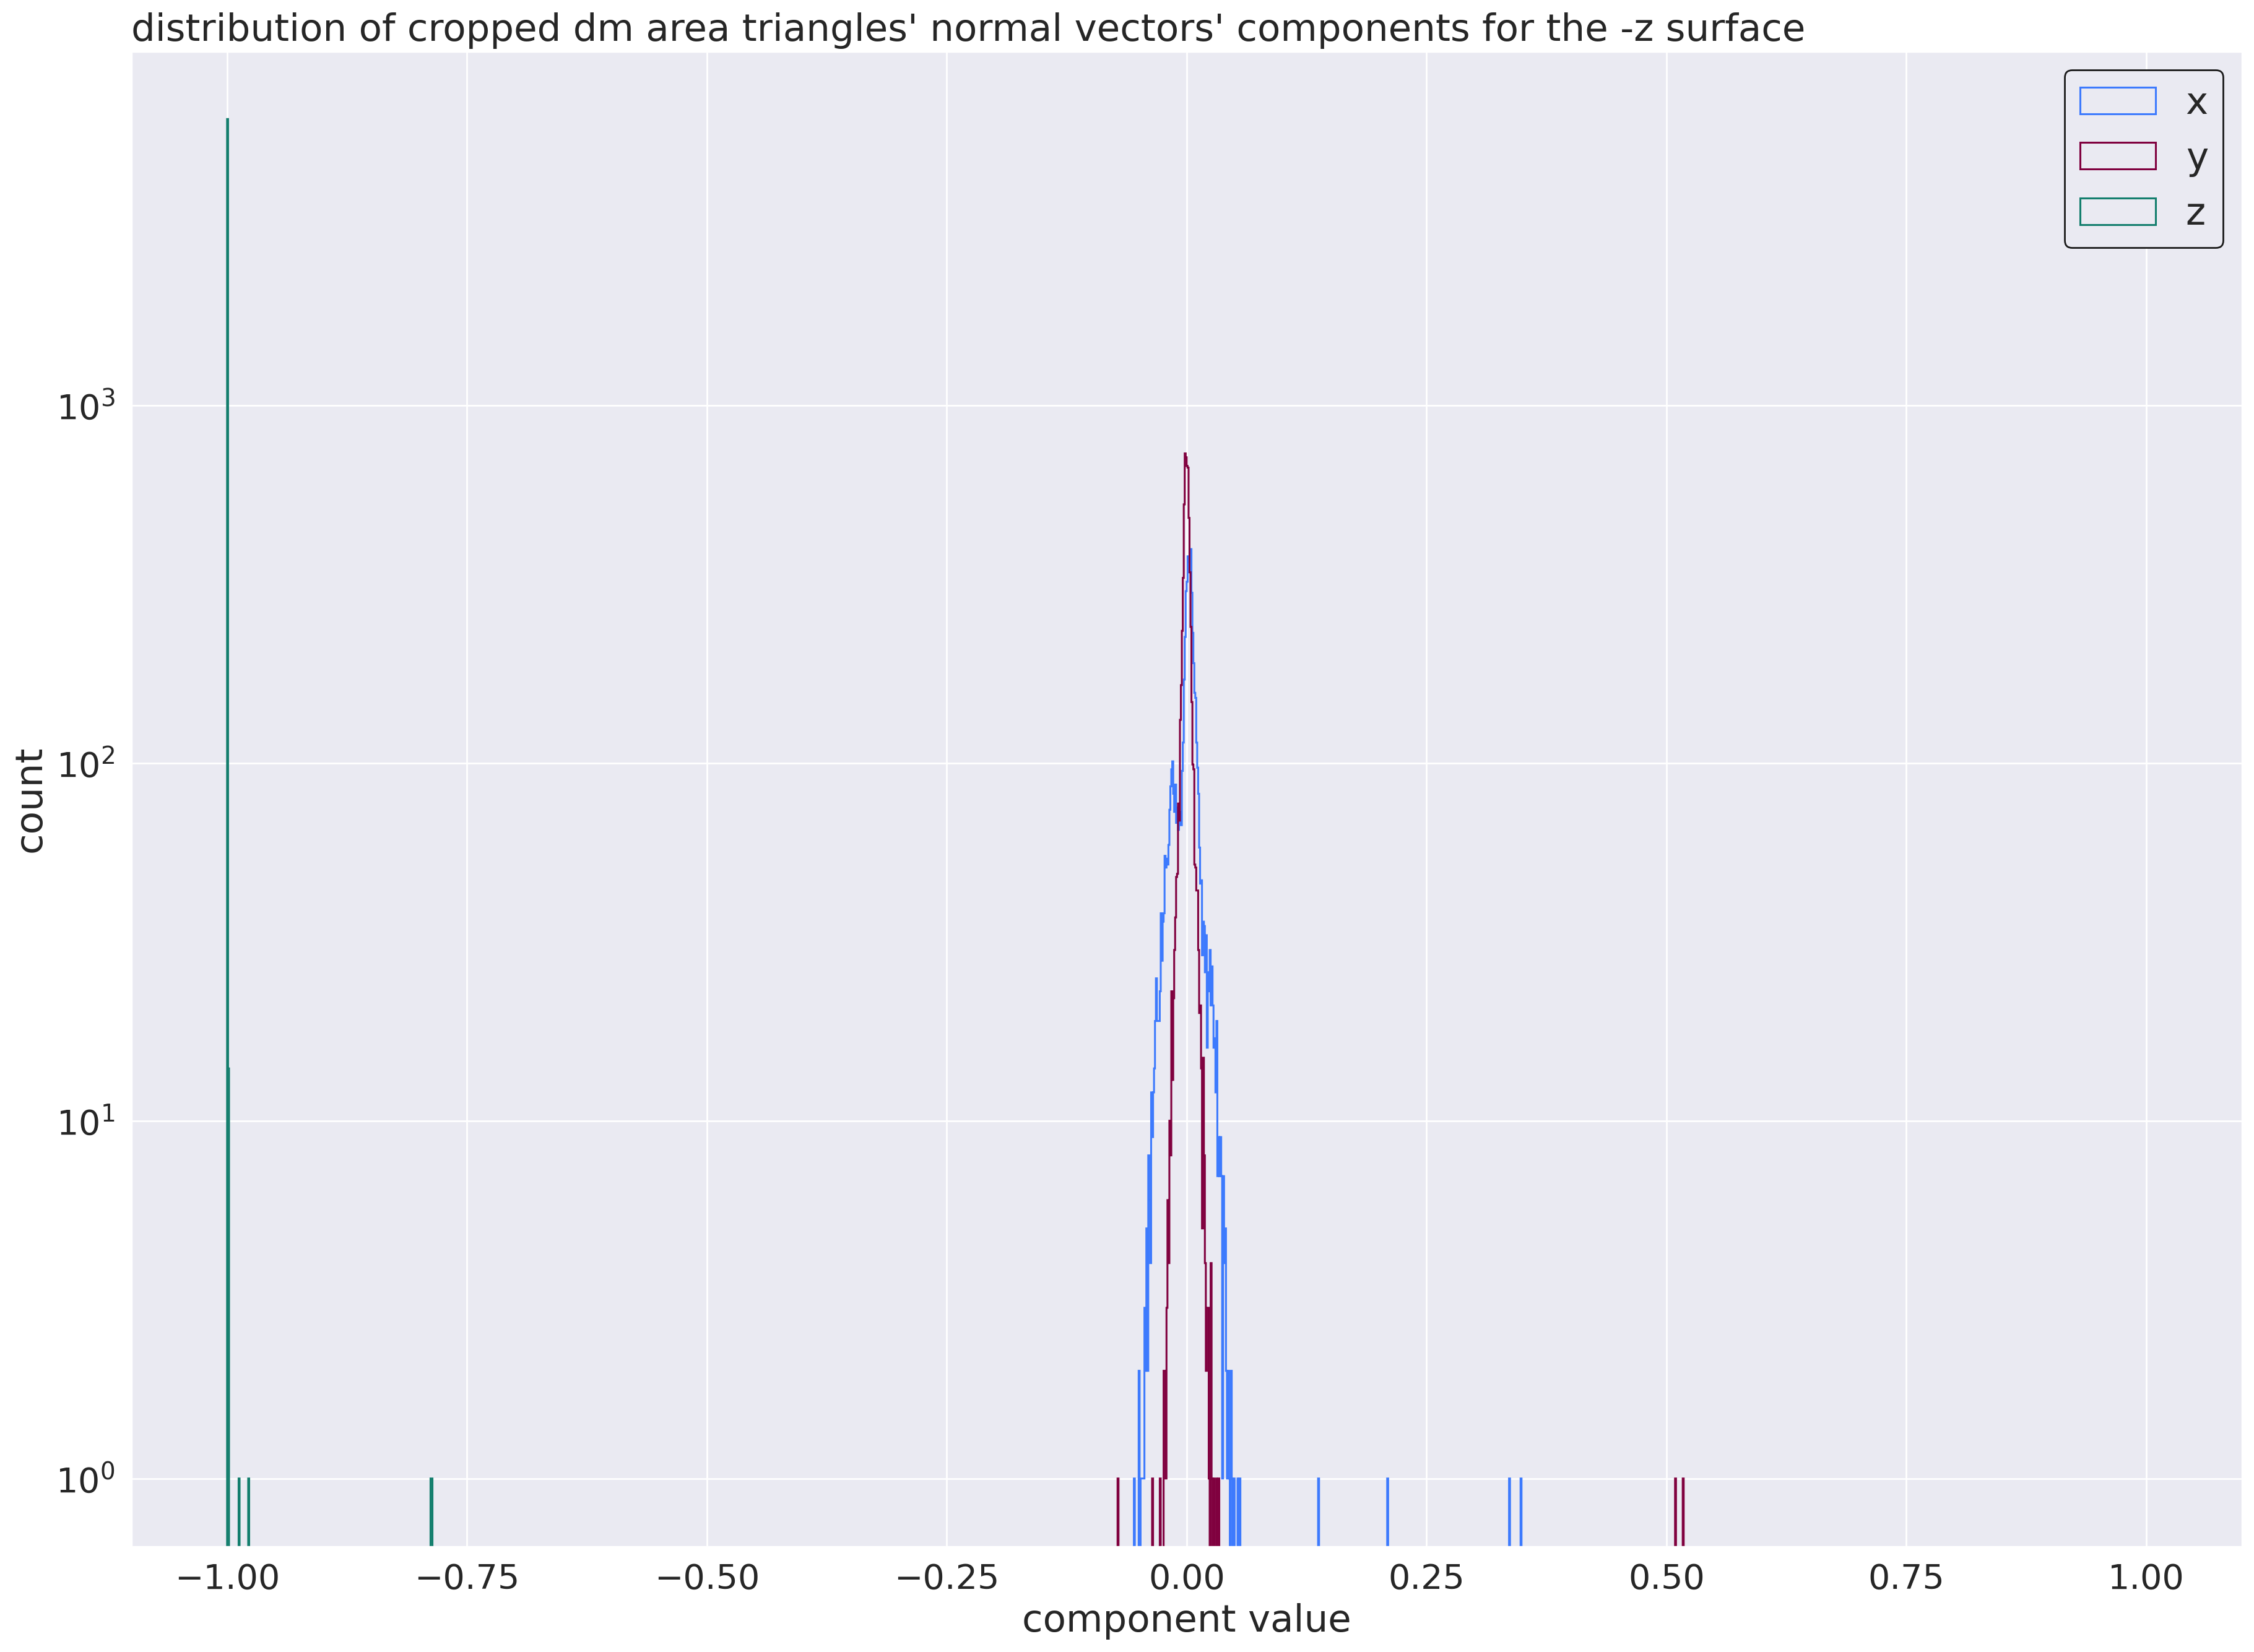 distribution of cropped dm area triangles' normal vectors' components for the -z surface
x
y
z
count
10³
10²
10¹
10⁰
−1.00 −0.75 −0.50 −0.25 0.00 0.25 0.50 0.75 1.00
component value